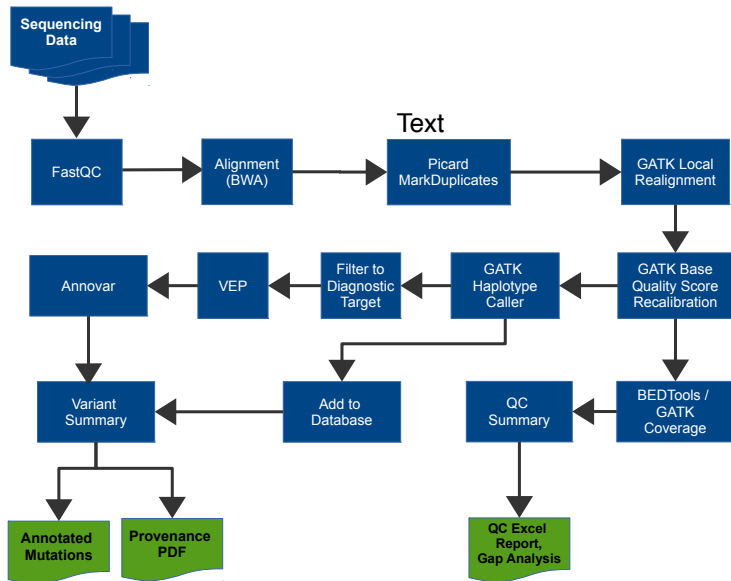 Sequencing
Data
Text
FastQC
Alignment
(BWA)
Picard
MarkDuplicates
GATK Local
Realignment
Annovar
VEP
Filter to
Diagnostic
Target
GATK
Haplotype
Caller
GATK Base
Quality Score
Recalibration
Variant
Summary
Add to
Database
QC
Summary
BEDTools /
GATK
Coverage
Annotated
Mutations
Provenance
PDF
QC Excel
Report,
Gap Analysis